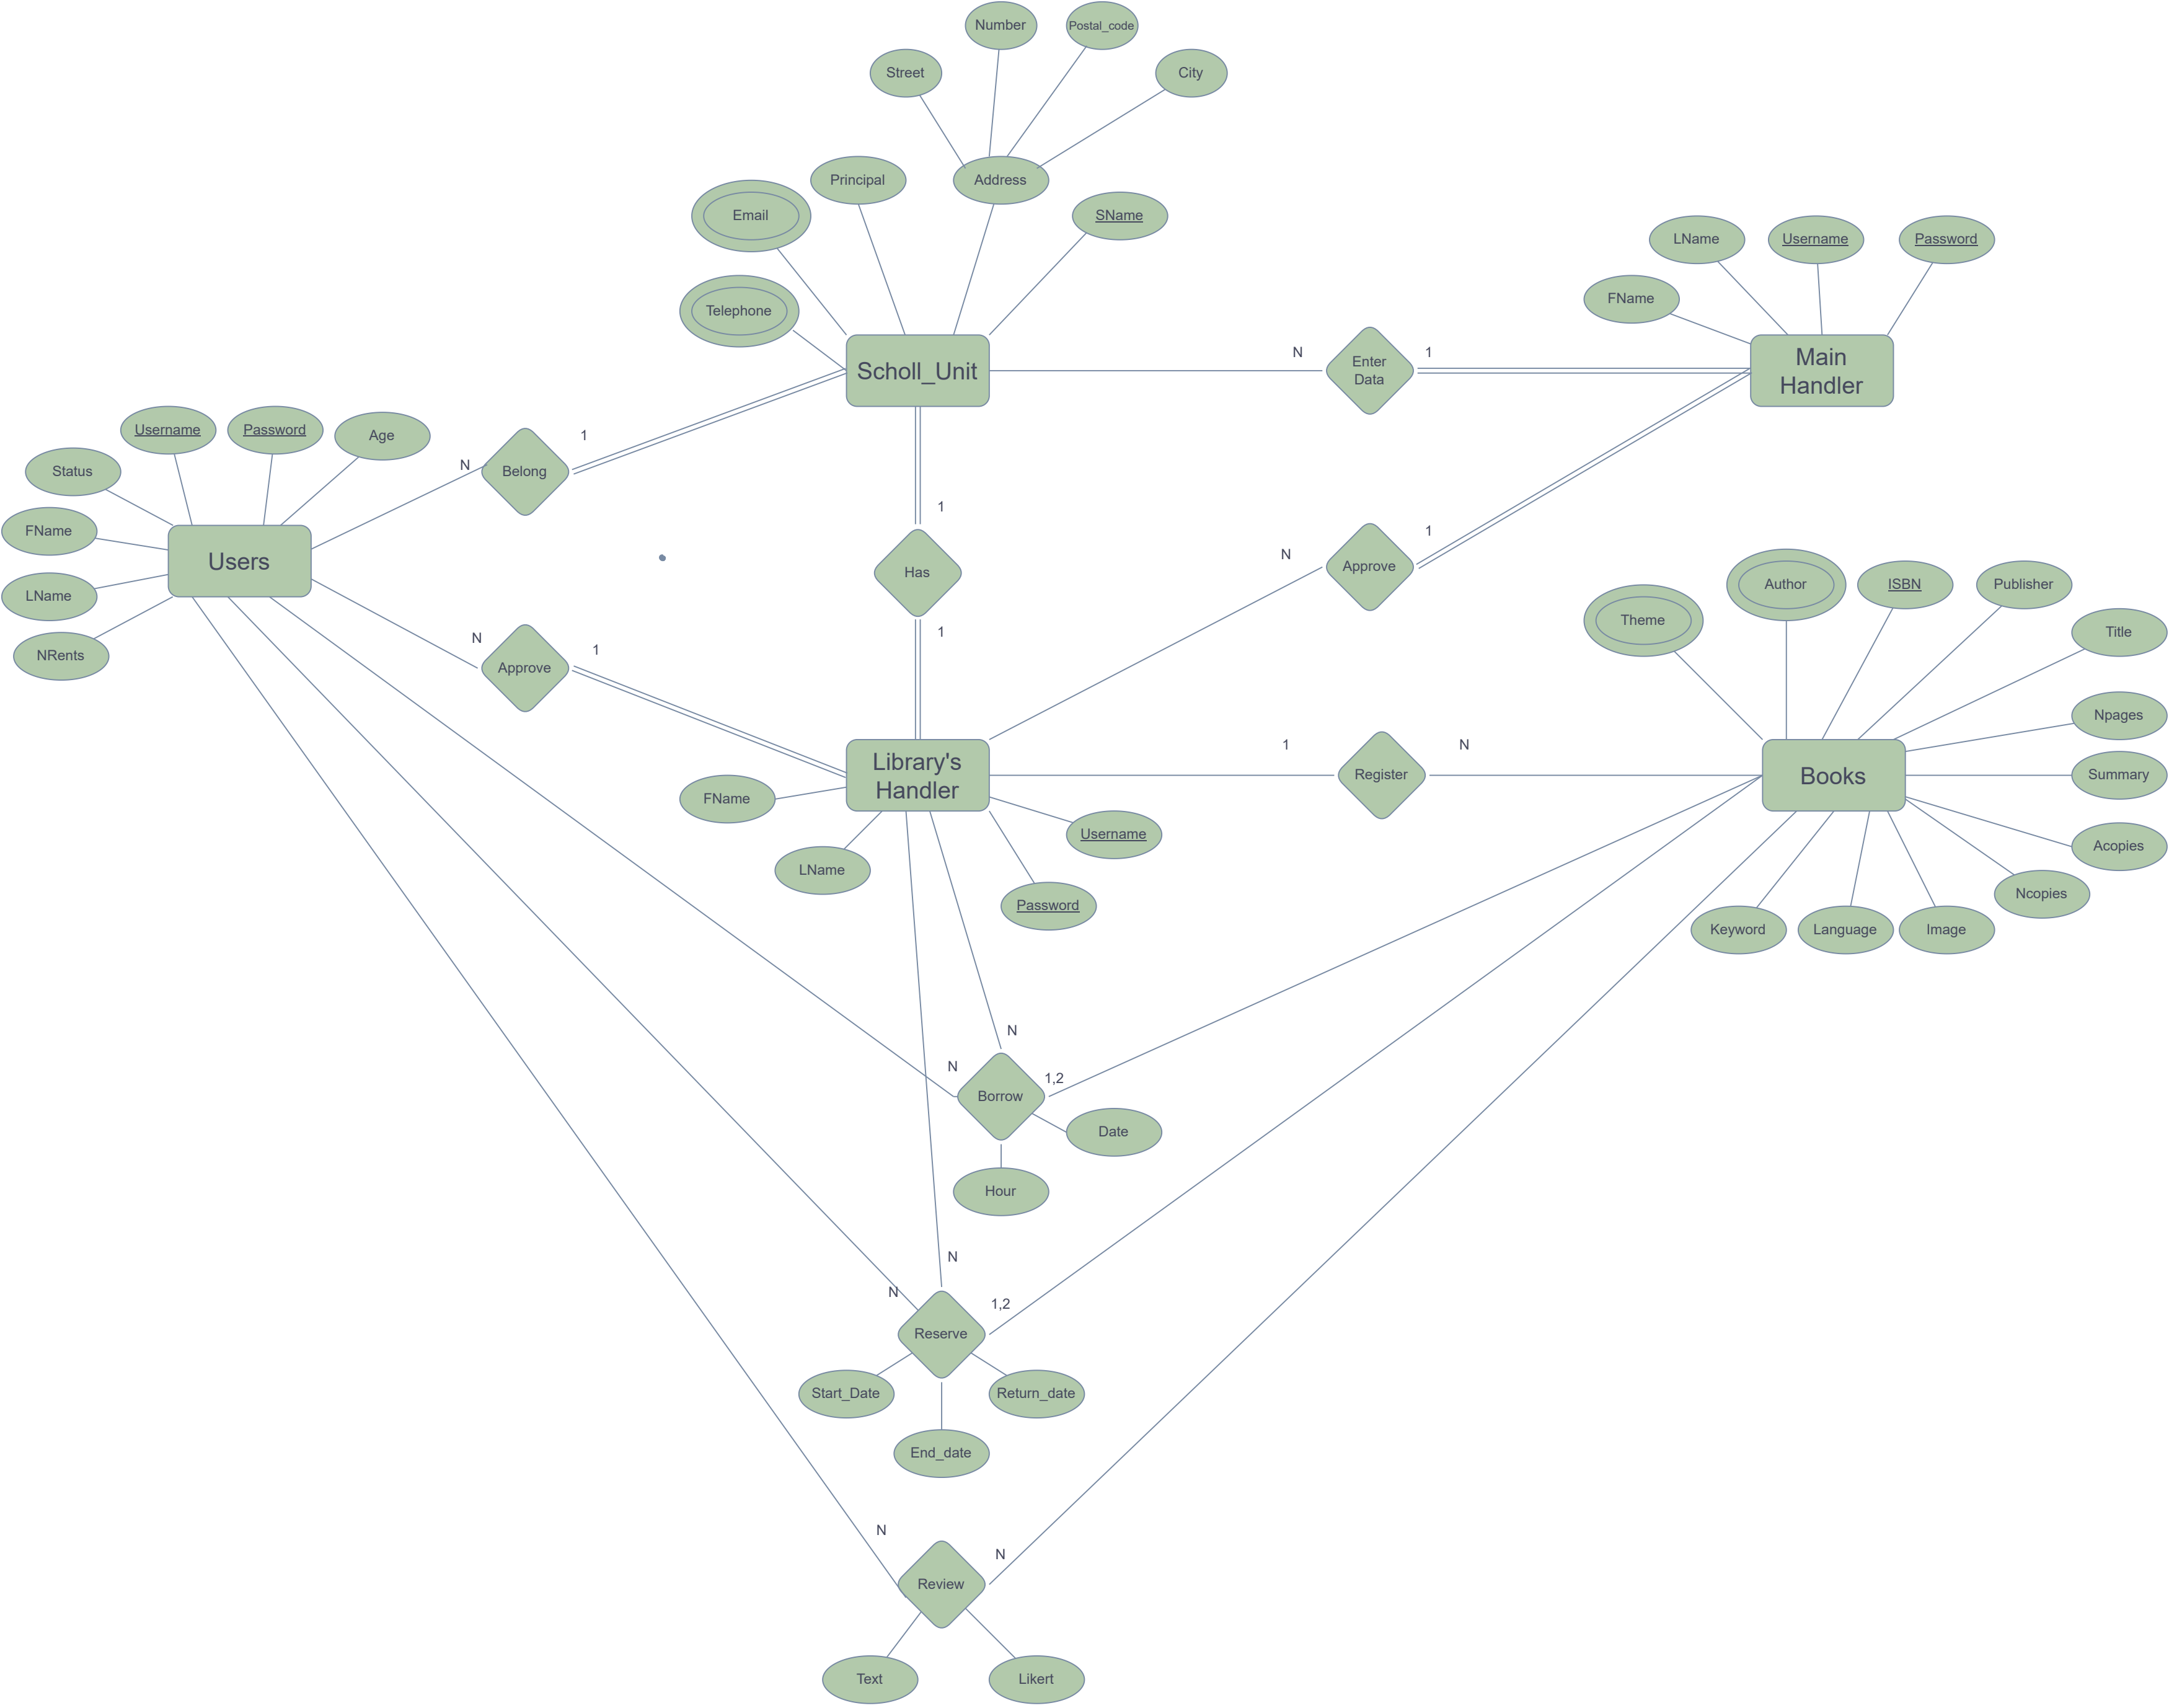 Number
Postal_code
Street
City
Principal
Address
Email
SName
Telephone
LName
Username
Password
FName
Scholl_Unit
N
Enter
Data
1
Main
Handler
Username
Password
Age
Status
1
N
Belong
FName
Users
LName
NRents
1
Has
1
N
Approve
1
N
Approve
1
Theme
Author
ISBN
Publisher
Title
Npages
Library's
Handler
1
Register
N
Books
Summary
Acopies
Ncopies
Keyword
Language
Image
FName
LName
Username
Password
N
N
1,2
Borrow
Date
Hour
N
N
1,2
Reserve
Start_Date
Return_date
End_date
N
N
Review
Text
Likert